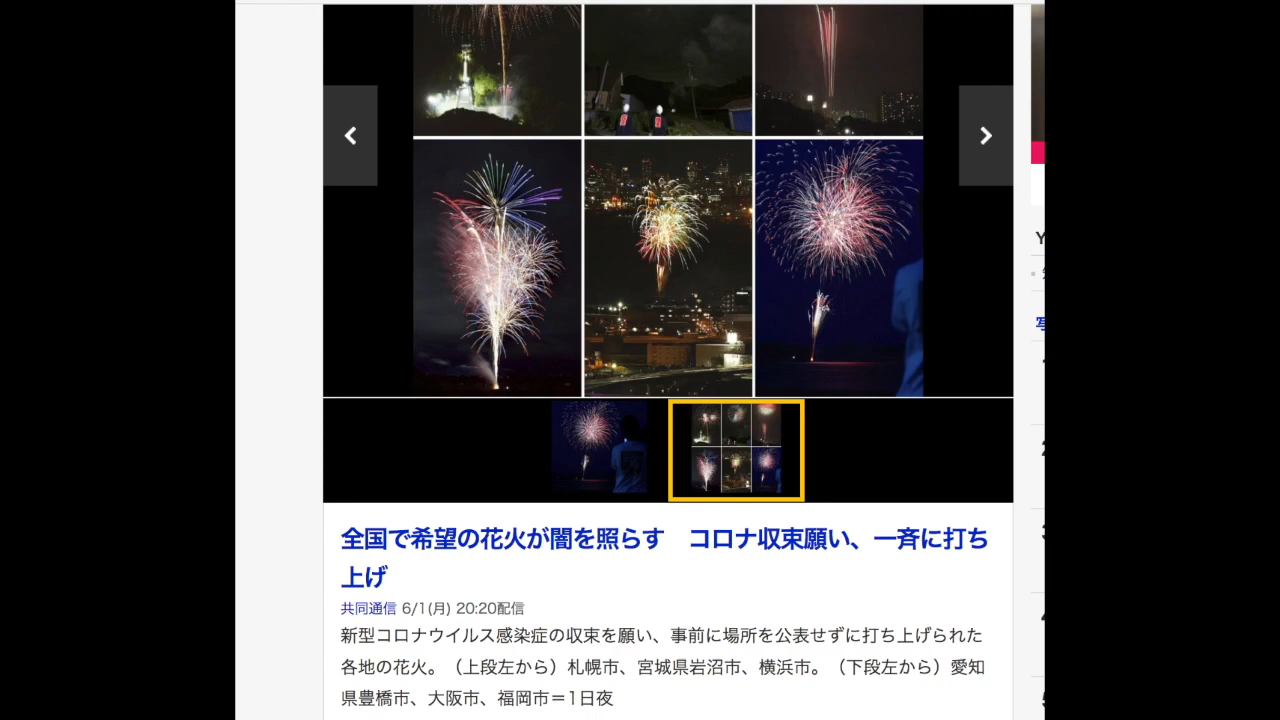 全国で希望の花火が闇を照らす　コロナ収束願い、一斉に打ち
上げ
共同通信 6/1(月) 20:20配信
新型コロナウイルス感染症の収束を願い、事前に場所を公表せずに打ち上げられた
各地の花火。（上段左から）札幌市、宮城県岩沼市、横浜市。（下段左から）愛知
県豊橋市、大阪市、福岡市＝1日夜